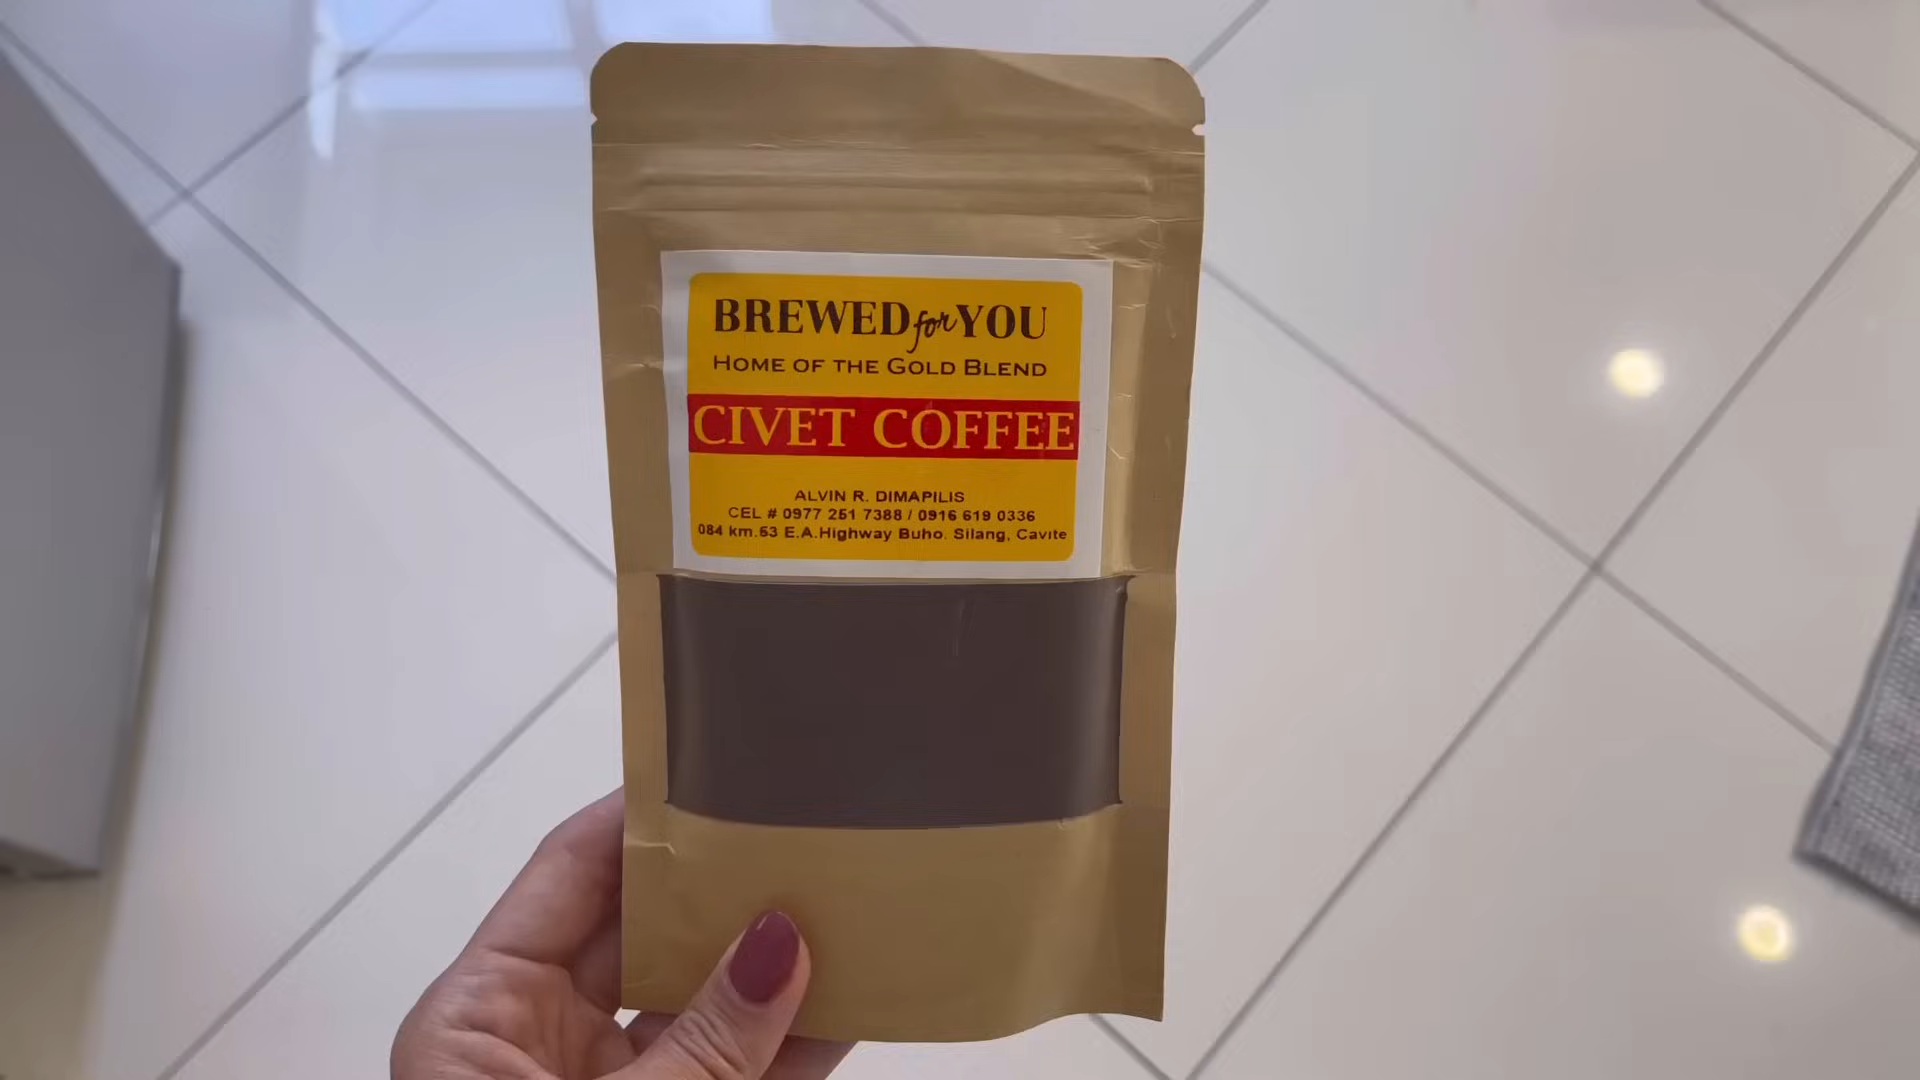 BREWED for YOU
HOME OF THE GOLD BLEND
CIVET COFFEE
ALVIN R. DIMAPILIS
CEL # 0977 251 7388 / 0916 619 0336
084 km.53 E.A.Highway Buho. Silang, Cavite